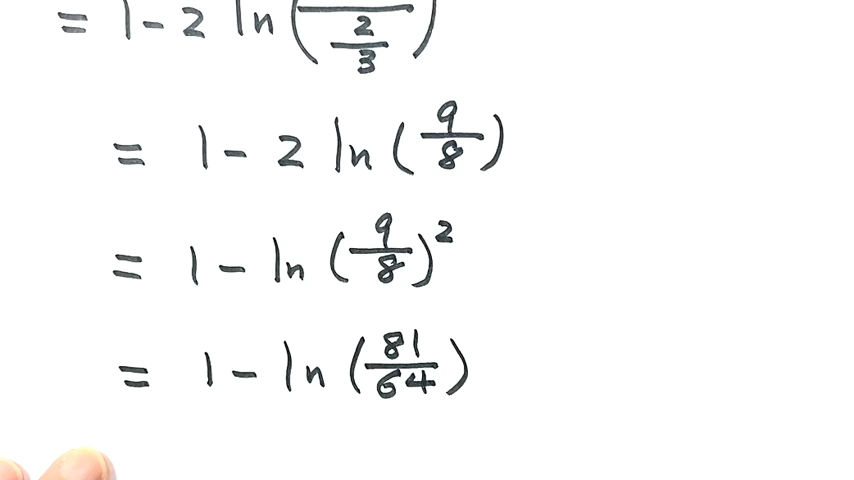 = 1 - 2 ln ( / (2/3) )
= 1 - 2 ln (9/8)
= 1 - ln (9/8)²
= 1 - ln (81/64)